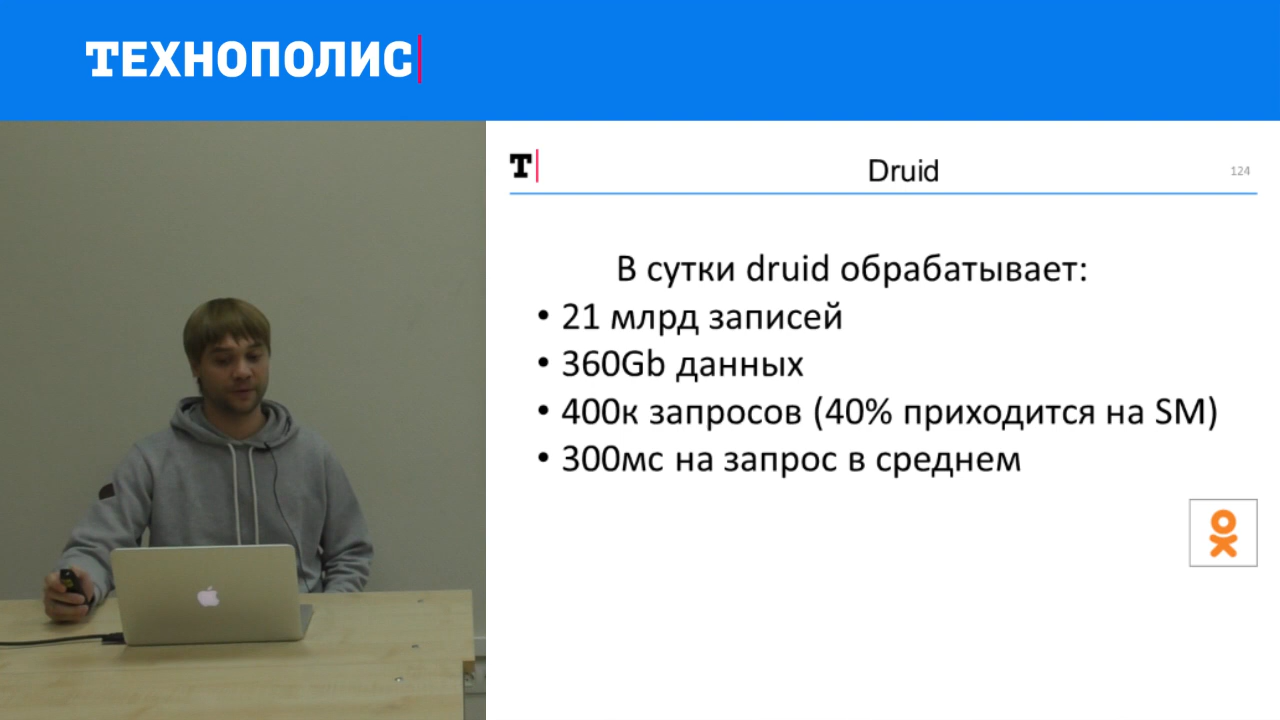 ТЕХНОПОЛИС
T
Druid
124
В сутки druid обрабатывает:
• 21 млрд записей
• 360Gb данных
• 400к запросов (40% приходится на SM)
• 300мс на запрос в среднем